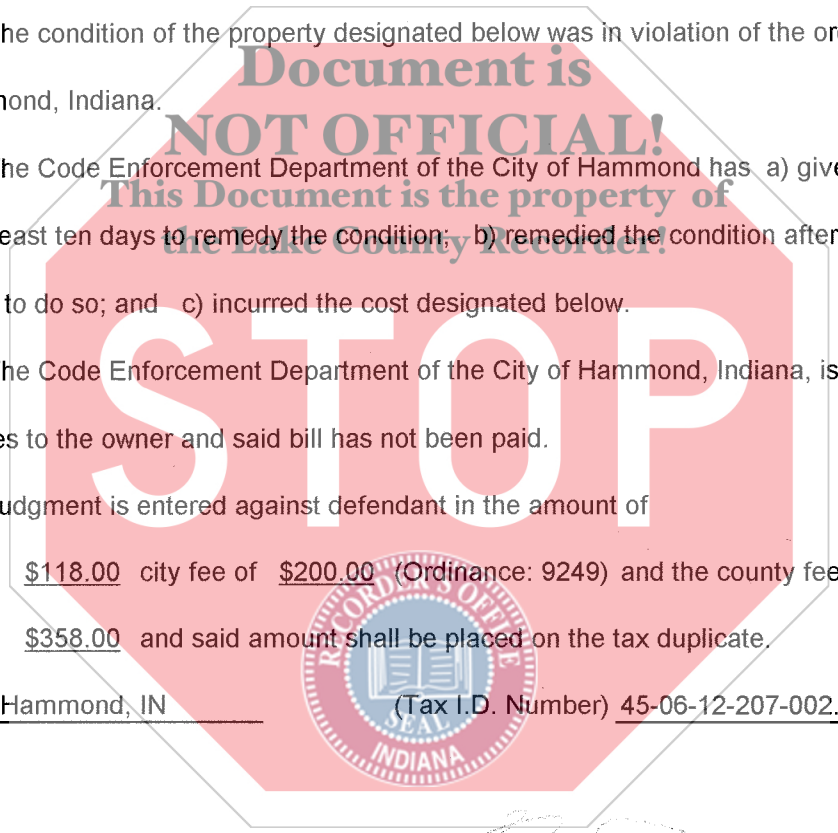 he condition of the property designated below was in violation of the or
Document is
ond, Indiana.
NOT OFFICIAL!
he Code Enforcement Department of the City of Hammond has a) give
This Document is the property of
east ten days to remedy the condition; b) remedied the condition after
the Lake County Recorder!
to do so; and c) incurred the cost designated below.
STOP
he Code Enforcement Department of the City of Hammond, Indiana, is
es to the owner and said bill has not been paid.
udgment is entered against defendant in the amount of
$118.00 city fee of $200.00 (Ordinance: 9249) and the county fee
RECORDER'S OFFICE
$358.00 and said amount shall be placed on the tax duplicate.
Hammond, IN (Tax I.D. Number) 45-06-12-207-002.
SEAL
INDIANA